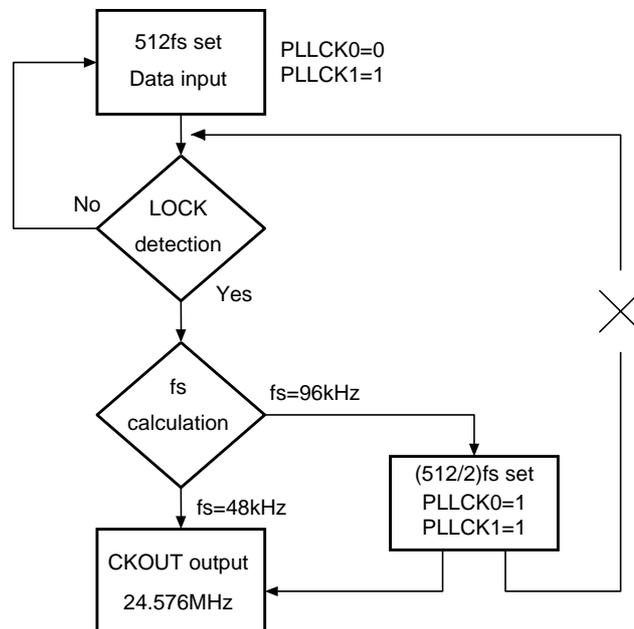 512fs set
Data input
PLLCK0=0
PLLCK1=1
No
LOCK
detection
Yes
fs
calculation
fs=96kHz
(512/2)fs set
PLLCK0=1
PLLCK1=1
fs=48kHz
CKOUT output
24.576MHz